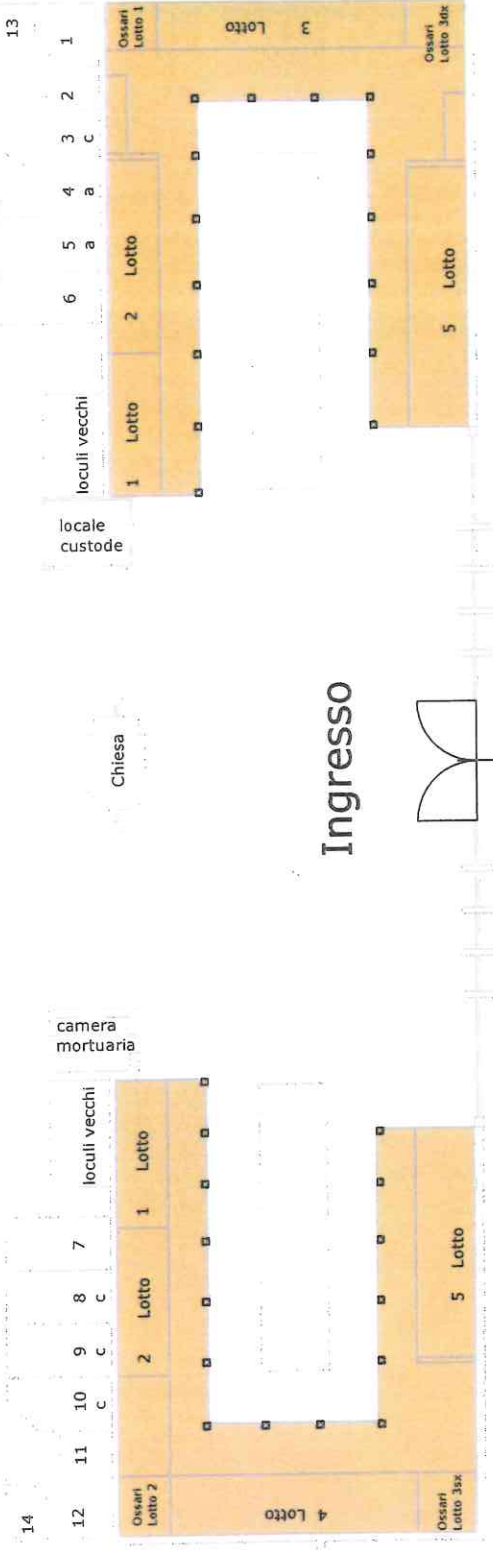 13
1
2
3
c
4
a
5
a
6
loculi vecchi
Ossari
Lotto 1
3 Lotto
Ossari
Lotto 3dx
2 Lotto
1 Lotto
5 Lotto
locale
custode
Chiesa
Ingresso
camera
mortuaria
loculi vecchi
7
8
c
9
c
10
c
11
12
14
1 Lotto
2 Lotto
5 Lotto
Ossari
Lotto 2
4 Lotto
Ossari
Lotto 3sx